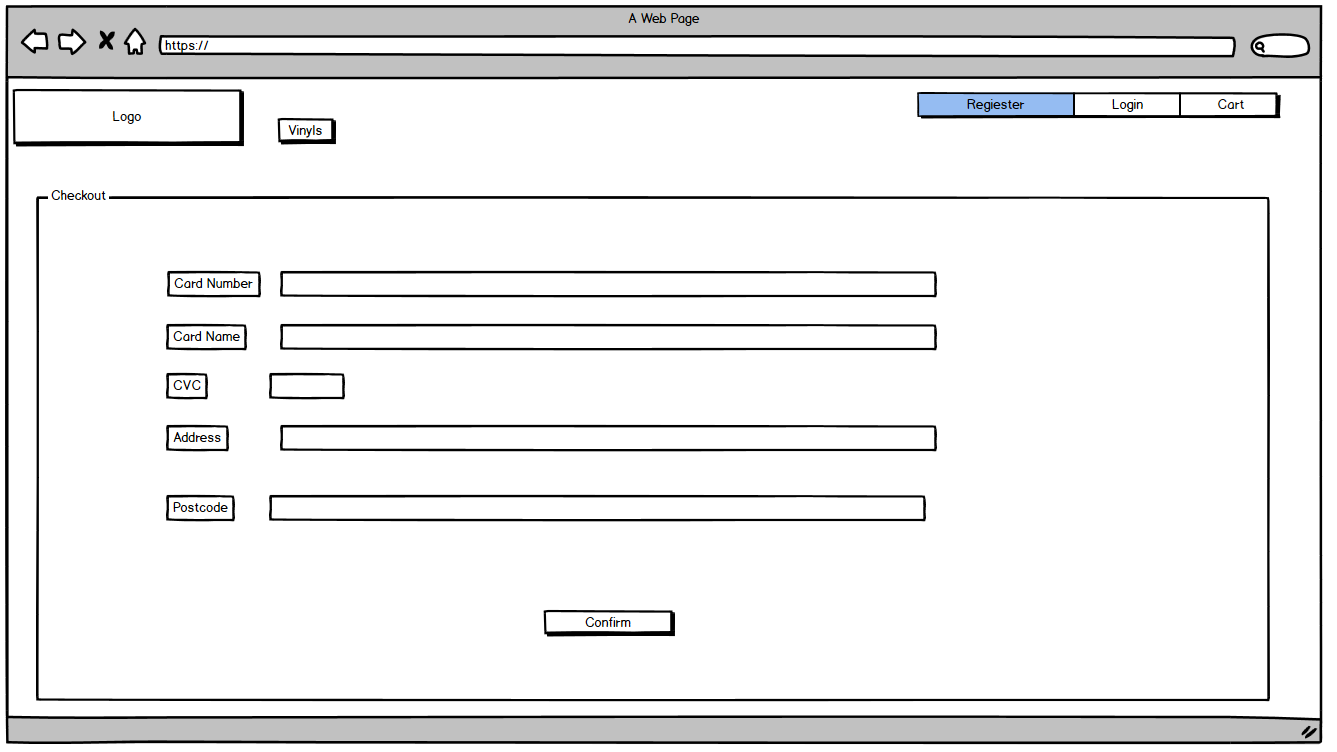 A Web Page
https://
Logo
Vinyls
Regiester
Login
Cart
Checkout
Card Number
Card Name
CVC
Address
Postcode
Confirm